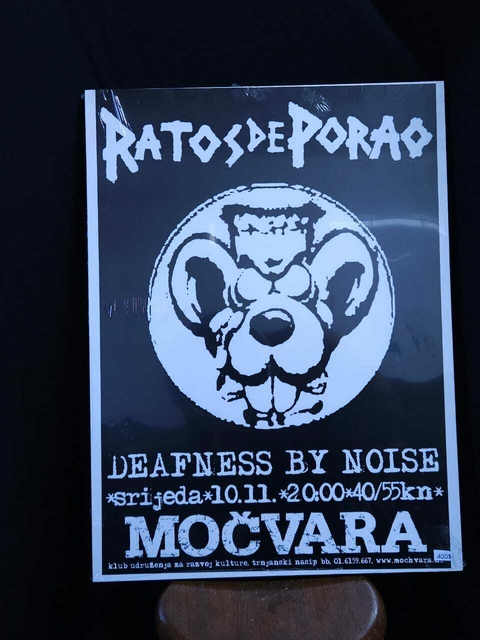 RATOS DE PORAO
DEAFNESS BY NOISE
*srijeda*10.11.*20:00*40/55kn*
MOČVARA
klub udruženja za razvoj kulture, trnjanski nasip bb, 01.6159.667, www.mochvara.
400$